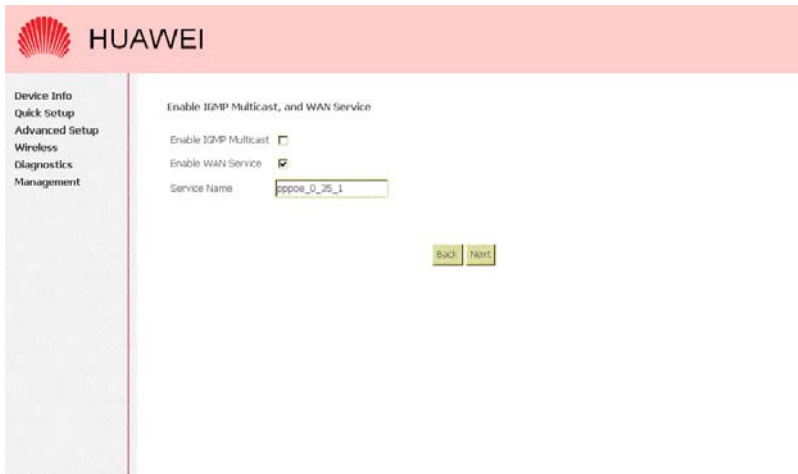 HUAWEI
Device Info
Quick Setup
Advanced Setup
Wireless
Diagnostics
Management
Enable IGMP Multicast, and WAN Service
Enable IGMP Multicast
Enable WAN Service
Service Name pppoe_0_35_1
Back Next